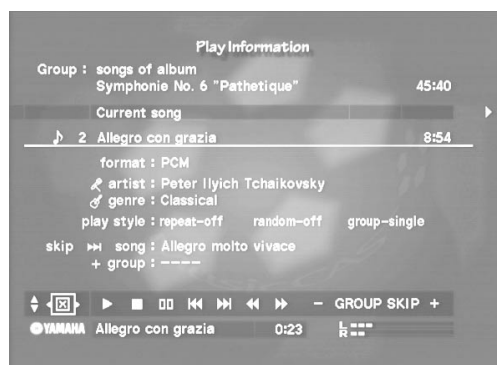 Play Information
Group : songs of album
Symphonie No. 6 "Pathetique" 45:40
Current song
2 Allegro con grazia 8:54
format : PCM
artist : Peter Ilyich Tchaikovsky
genre : Classical
play style : repeat-off random-off group-single
skip song : Allegro molto vivace
+ group : ----
- GROUP SKIP +
YAMAHA Allegro con grazia 0:23 L
R